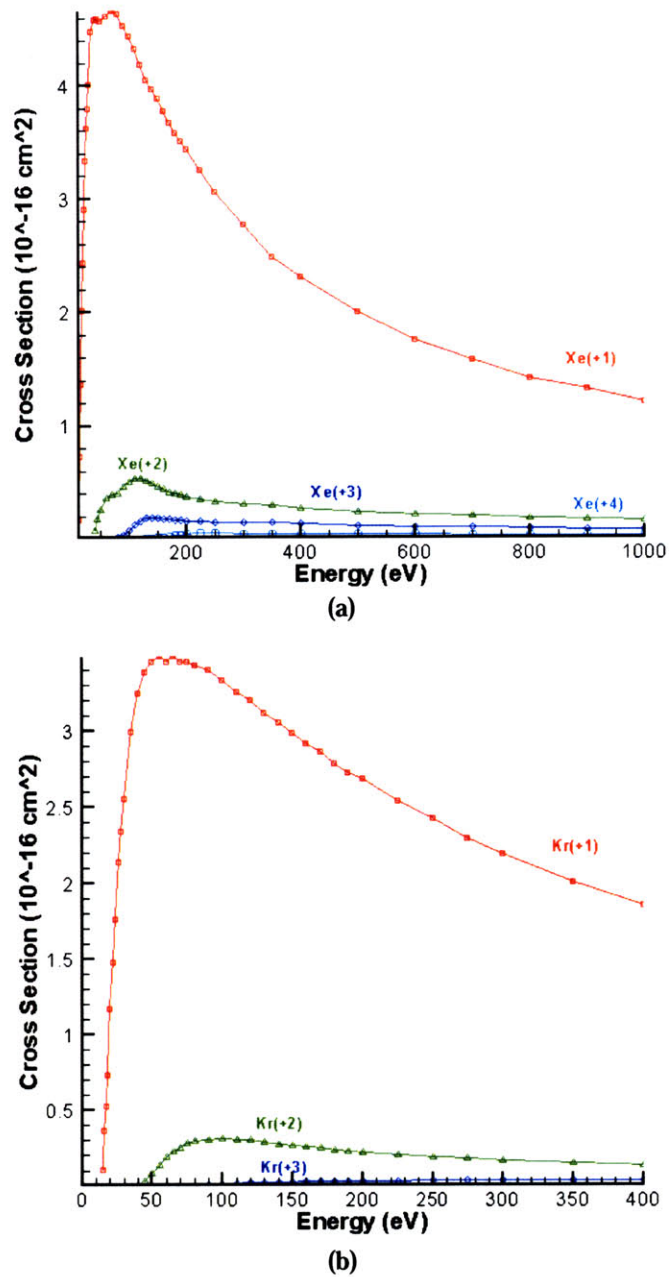 4
3
2
1
Cross Section (10^-16 cm^2)
Xe(+1)
Xe(+2)
Xe(+3)
Xe(+4)
200
400
600
800
1000
Energy (eV)
(a)
3
2.5
2
1.5
1
0.5
Cross Section (10^-16 cm^2)
Kr(+1)
Kr(+2)
Kr(+3)
0
50
100
150
200
250
300
350
400
Energy (eV)
(b)